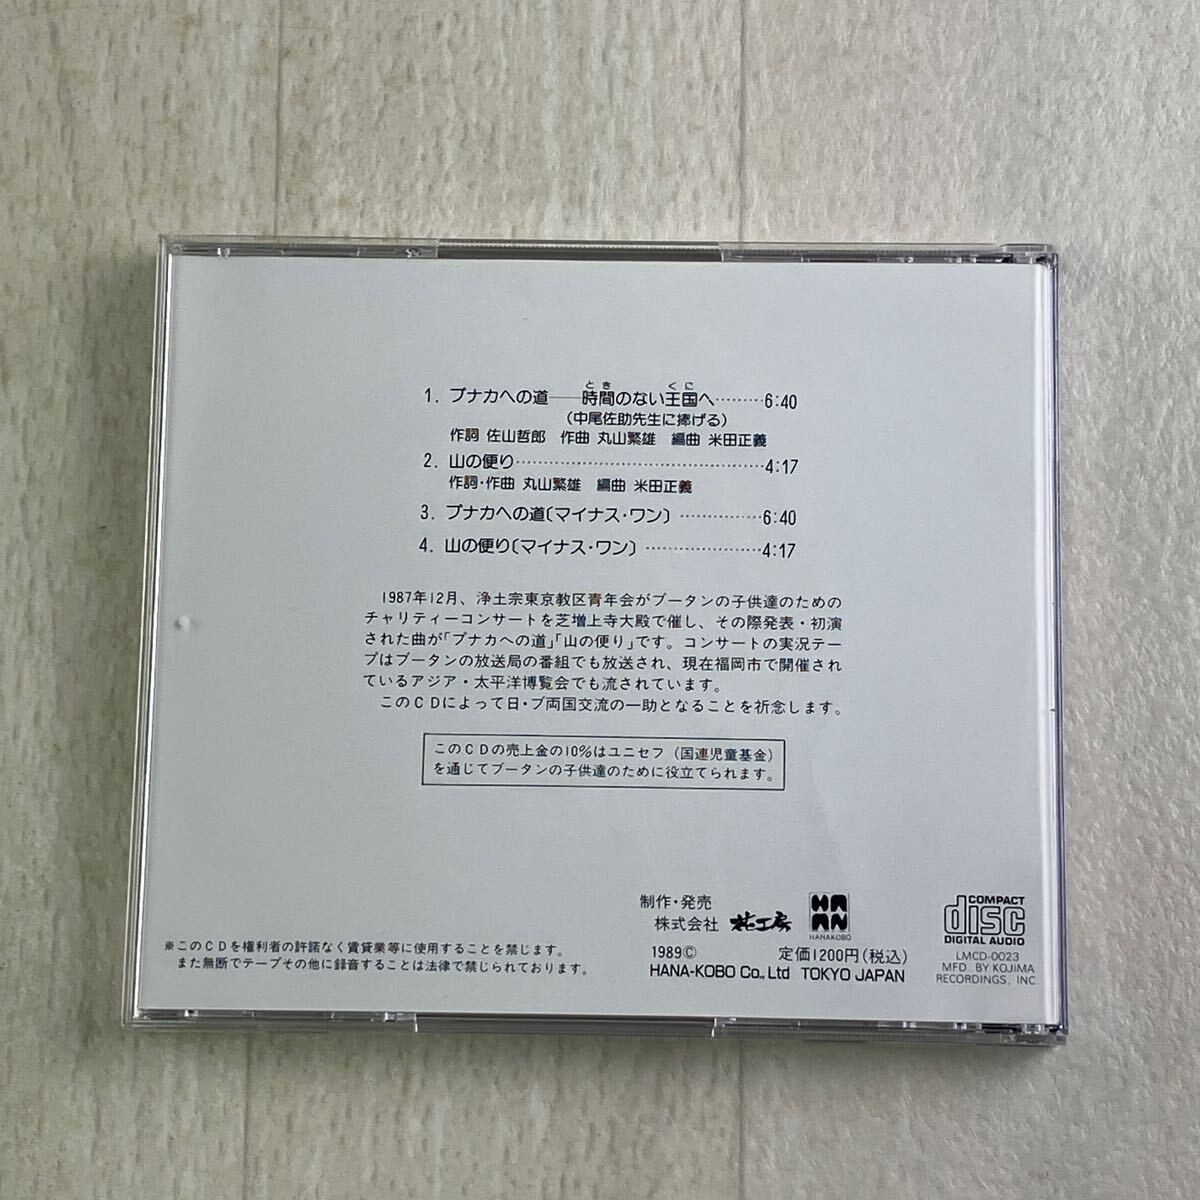 とき くに
1. プナカへの道──時間のない王国へ………6:40
(中尾佐助先生に捧げる)
作詞 佐山哲郎 作曲 丸山繁雄 編曲 米田正義
2. 山の便り……………………………………4:17
作詞・作曲 丸山繁雄 編曲 米田正義
3. プナカへの道〔マイナス・ワン〕……………6:40
4. 山の便り〔マイナス・ワン〕…………………4:17
1987年12月、浄土宗東京教区青年会がブータンの子供達のための
チャリティーコンサートを芝増上寺大殿で催し、その際発表・初演
された曲が「プナカへの道」「山の便り」です。コンサートの実況テー
プはブータンの放送局の番組でも放送され、現在福岡市で開催され
ているアジア・太平洋博覧会でも流されています。
このCDによって日・ブ両国交流の一助となることを祈念します。
このCDの売上金の10%はユニセフ(国連児童基金)
を通じてブータンの子供達のために役立てられます。
制作・発売
株式会社 花工房
HANAKOBO
※このCDを権利者の許諾なく賃貸業等に使用することを禁じます。
また無断でテープその他に録音することは法律で禁じられております。
1989© 定価1200円(税込)
HANA-KOBO Co., Ltd TOKYO JAPAN
COMPACT
disc
DIGITAL AUDIO
LMCD-0023
MFD. BY KOJIMA
RECORDINGS, INC.